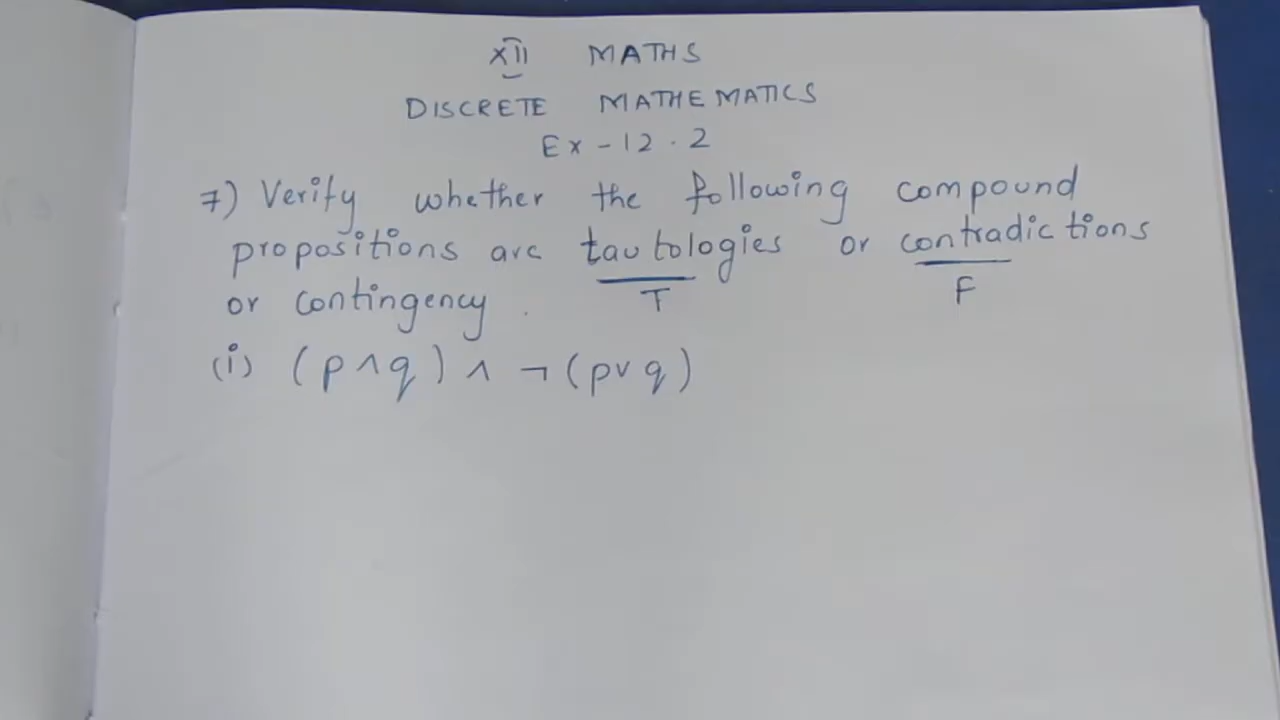 XII MATHS
DISCRETE MATHEMATICS
Ex - 12.2
7) Verify whether the following compound
propositions are tautologies or contradictions
or contingency. T F
(i) (p ∧ q) ∧ ¬ (p ∨ q)